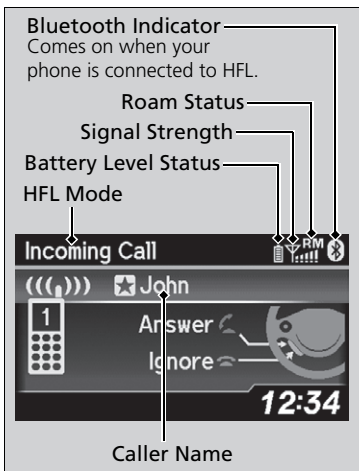 Bluetooth Indicator
Comes on when your
phone is connected to HFL.
Roam Status
Signal Strength
Battery Level Status
HFL Mode
Incoming Call
RM
John
1
Answer
Ignore
12:34
Caller Name